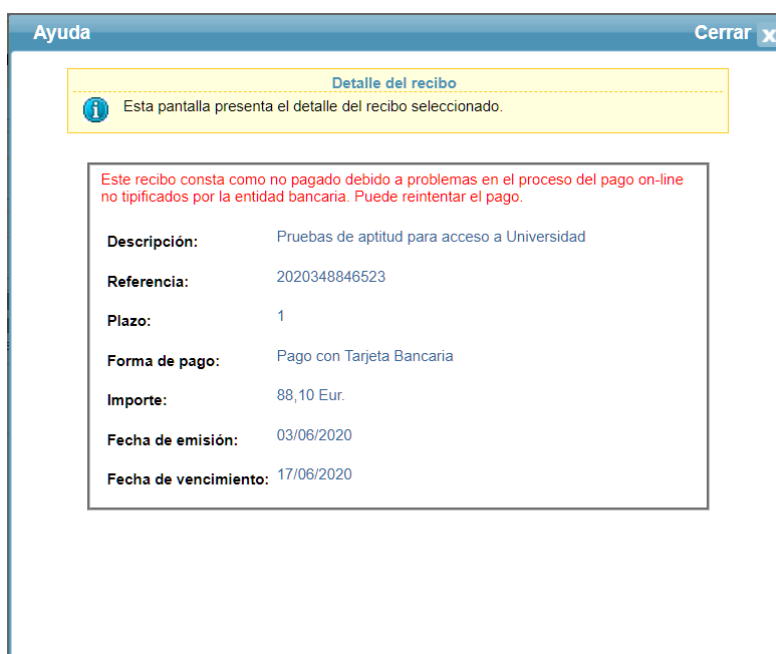 Ayuda
Cerrar x
Detalle del recibo
Esta pantalla presenta el detalle del recibo seleccionado.
Este recibo consta como no pagado debido a problemas en el proceso del pago on-line
no tipificados por la entidad bancaria. Puede reintentar el pago.
Descripción: Pruebas de aptitud para acceso a Universidad
Referencia: 2020348846523
Plazo: 1
Forma de pago: Pago con Tarjeta Bancaria
Importe: 88,10 Eur.
Fecha de emisión: 03/06/2020
Fecha de vencimiento: 17/06/2020